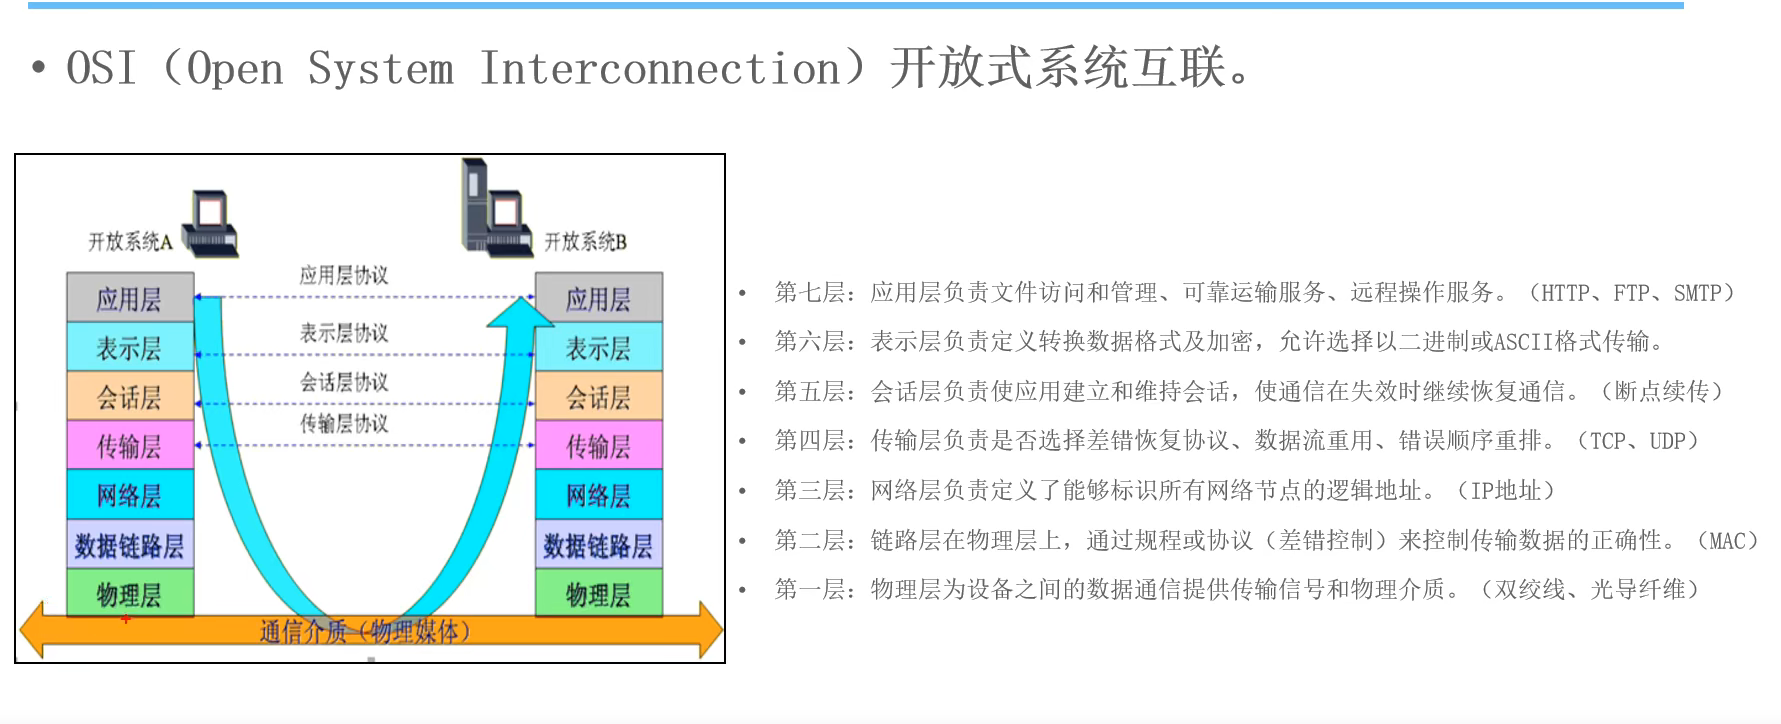 • OSI（Open System Interconnection）开放式系统互联。
开放系统A
开放系统B
应用层协议
应用层
应用层
表示层协议
表示层
表示层
会话层协议
会话层
会话层
传输层协议
传输层
传输层
网络层
网络层
数据链路层
数据链路层
物理层
物理层
通信介质（物理媒体）
• 第七层：应用层负责文件访问和管理、可靠运输服务、远程操作服务。（HTTP、FTP、SMTP）
• 第六层：表示层负责定义转换数据格式及加密，允许选择以二进制或ASCII格式传输。
• 第五层：会话层负责使应用建立和维持会话，使通信在失效时继续恢复通信。（断点续传）
• 第四层：传输层负责是否选择差错恢复协议、数据流重用、错误顺序重排。（TCP、UDP）
• 第三层：网络层负责定义了能够标识所有网络节点的逻辑地址。（IP地址）
• 第二层：链路层在物理层上，通过规程或协议（差错控制）来控制传输数据的正确性。（MAC）
• 第一层：物理层为设备之间的数据通信提供传输信号和物理介质。（双绞线、光导纤维）